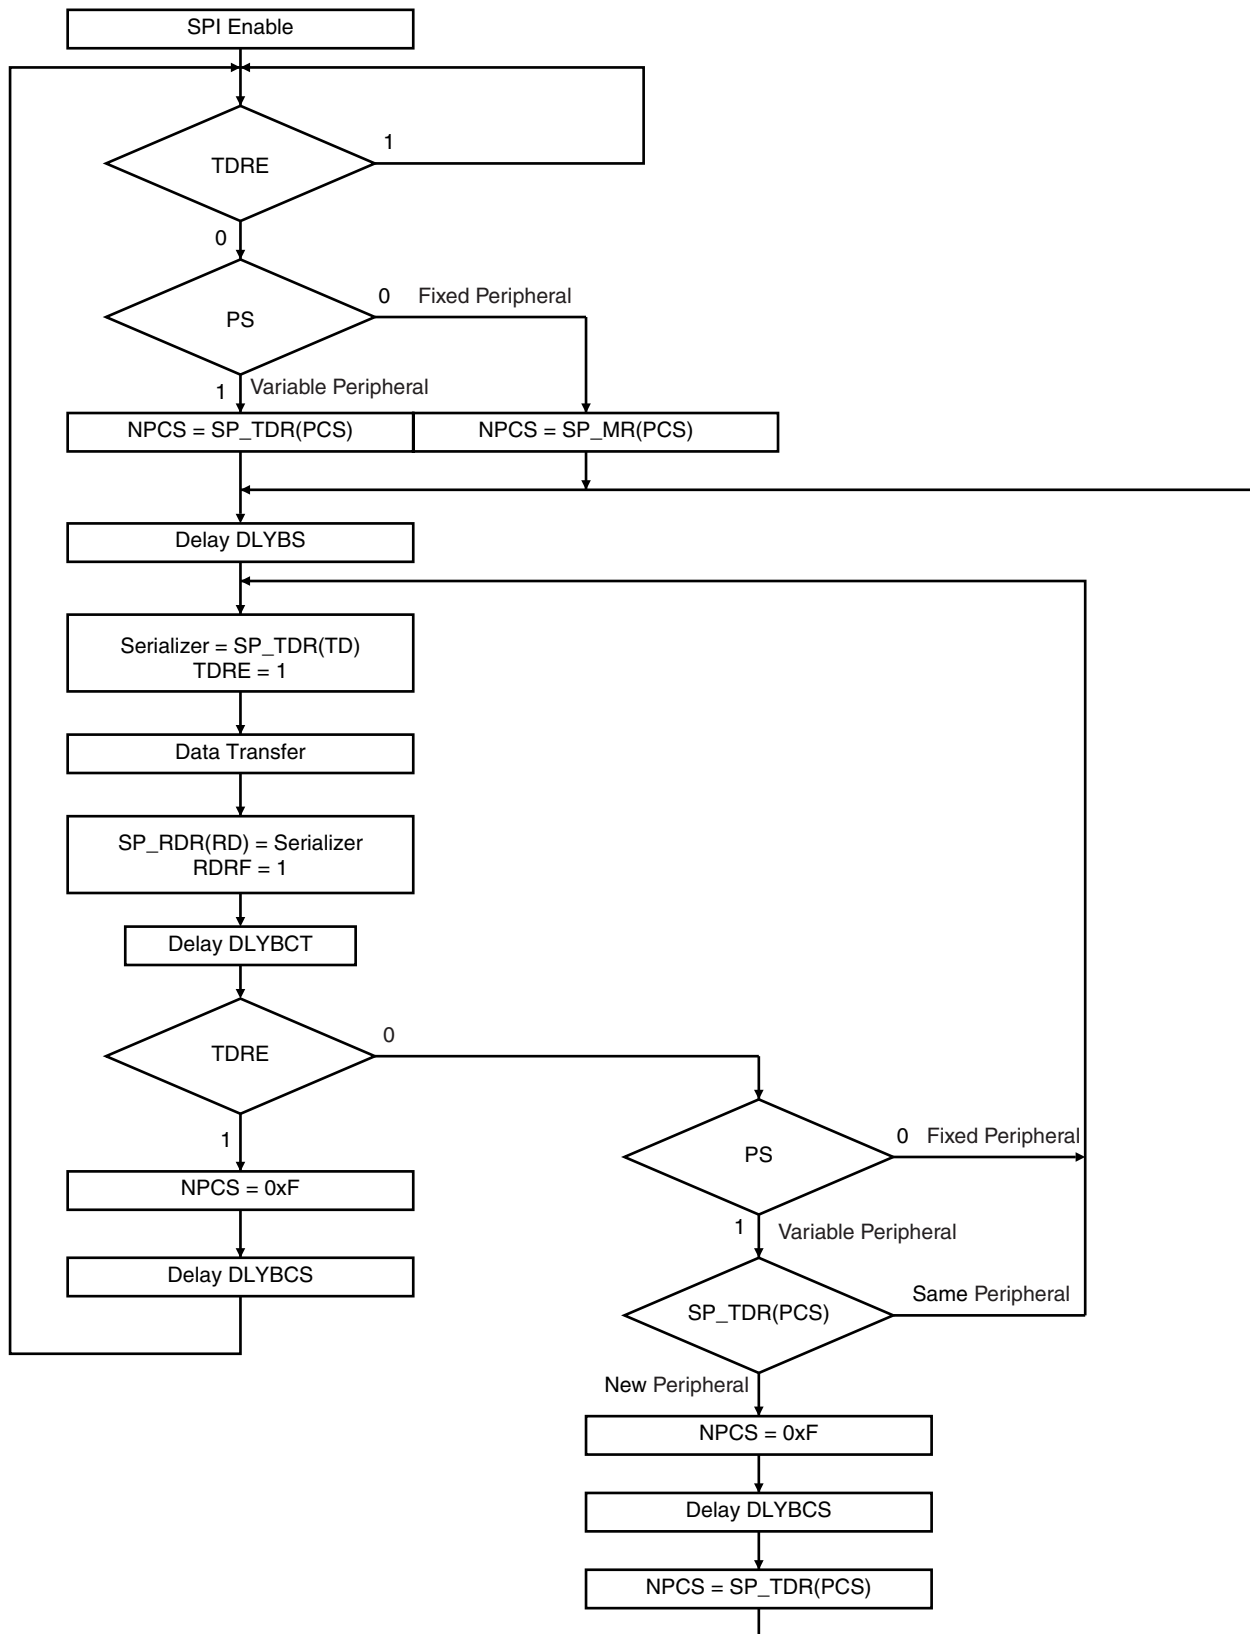 SPI Enable
TDRE
1
0
PS
0 Fixed Peripheral
1 Variable Peripheral
NPCS = SP_TDR(PCS)
NPCS = SP_MR(PCS)
Delay DLYBS
Serializer = SP_TDR(TD)
TDRE = 1
Data Transfer
SP_RDR(RD) = Serializer
RDRF = 1
Delay DLYBCT
TDRE
0
1
PS
0 Fixed Peripheral
NPCS = 0xF
1 Variable Peripheral
Delay DLYBCS
SP_TDR(PCS)
Same Peripheral
New Peripheral
NPCS = 0xF
Delay DLYBCS
NPCS = SP_TDR(PCS)